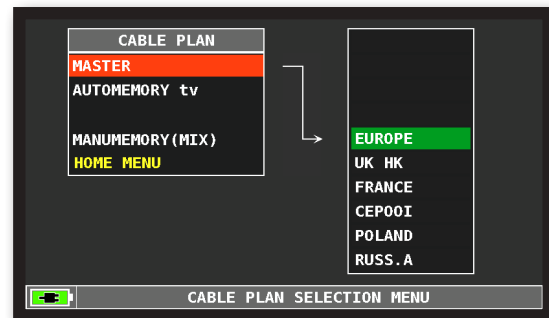 CABLE PLAN
MASTER
AUTOMEMORY tv
MANUMEMORY(MIX)
HOME MENU
EUROPE
UK HK
FRANCE
CEPOOI
POLAND
RUSS.A
CABLE PLAN SELECTION MENU